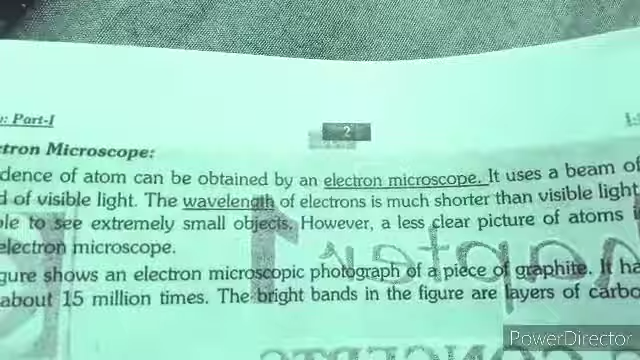 : Part-I
2
1:
tron Microscope:
dence of atom can be obtained by an electron microscope. It uses a beam of
d of visible light. The wavelength of electrons is much shorter than visible light
le to see extremely small objects. However, a less clear picture of atoms
electron microscope.
gure shows an electron microscopic photograph of a piece of graphite. It ha
about 15 million times. The bright bands in the figure are layers of carbo
PowerDirector